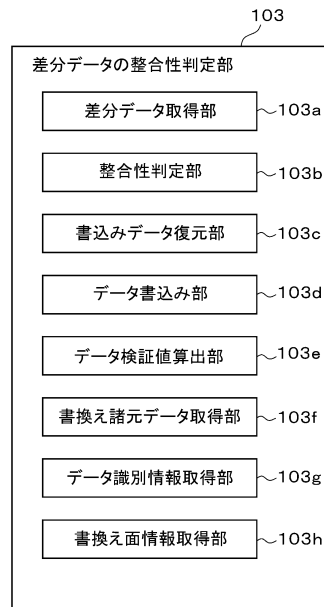 103
差分データの整合性判定部
差分データ取得部 103a
整合性判定部 103b
書込みデータ復元部 103c
データ書込み部 103d
データ検証値算出部 103e
書換え諸元データ取得部 103f
データ識別情報取得部 103g
書換え面情報取得部 103h